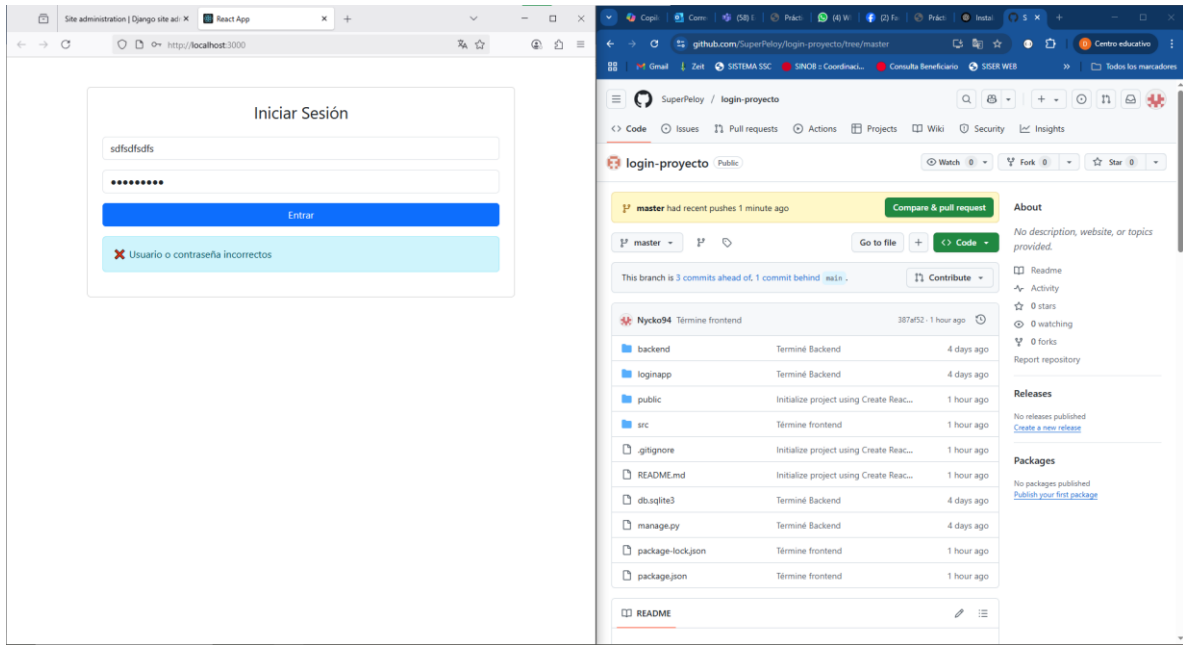 Site administration | Django site adi
React App
http://localhost:3000
Iniciar Sesión
sdfsdfsdfs
Entrar
❌ Usuario o contraseña incorrectos
Copil
Com
(58) E
Prácti
(4) W
(2) Fa
Prácti
Instal
S
github.com/SuperPeloy/login-proyecto/tree/master
Centro educativo
Gmail
Zeit
SISTEMA SSC
SINOB :: Coordinaci...
Consulta Beneficiario
SISER WEB
»
Todos los marcadores
SuperPeloy / login-proyecto
<> Code
Issues
Pull requests
Actions
Projects
Wiki
Security
Insights
login-proyecto Public
Watch 0
Fork 0
Star 0
master had recent pushes 1 minute ago
Compare & pull request
master
Go to file
<> Code
This branch is 3 commits ahead of, 1 commit behind main .
Contribute
Nycko94 Términe frontend
387af52 · 1 hour ago
backend Terminé Backend 4 days ago
loginapp Terminé Backend 4 days ago
public Initialize project using Create Reac... 1 hour ago
src Términe frontend 1 hour ago
.gitignore Initialize project using Create Reac... 1 hour ago
README.md Initialize project using Create Reac... 1 hour ago
db.sqlite3 Terminé Backend 4 days ago
manage.py Terminé Backend 4 days ago
package-lock.json Términe frontend 1 hour ago
package.json Términe frontend 1 hour ago
README
About
No description, website, or topics
provided.
Readme
Activity
0 stars
0 watching
0 forks
Report repository
Releases
No releases published
Create a new release
Packages
No packages published
Publish your first package